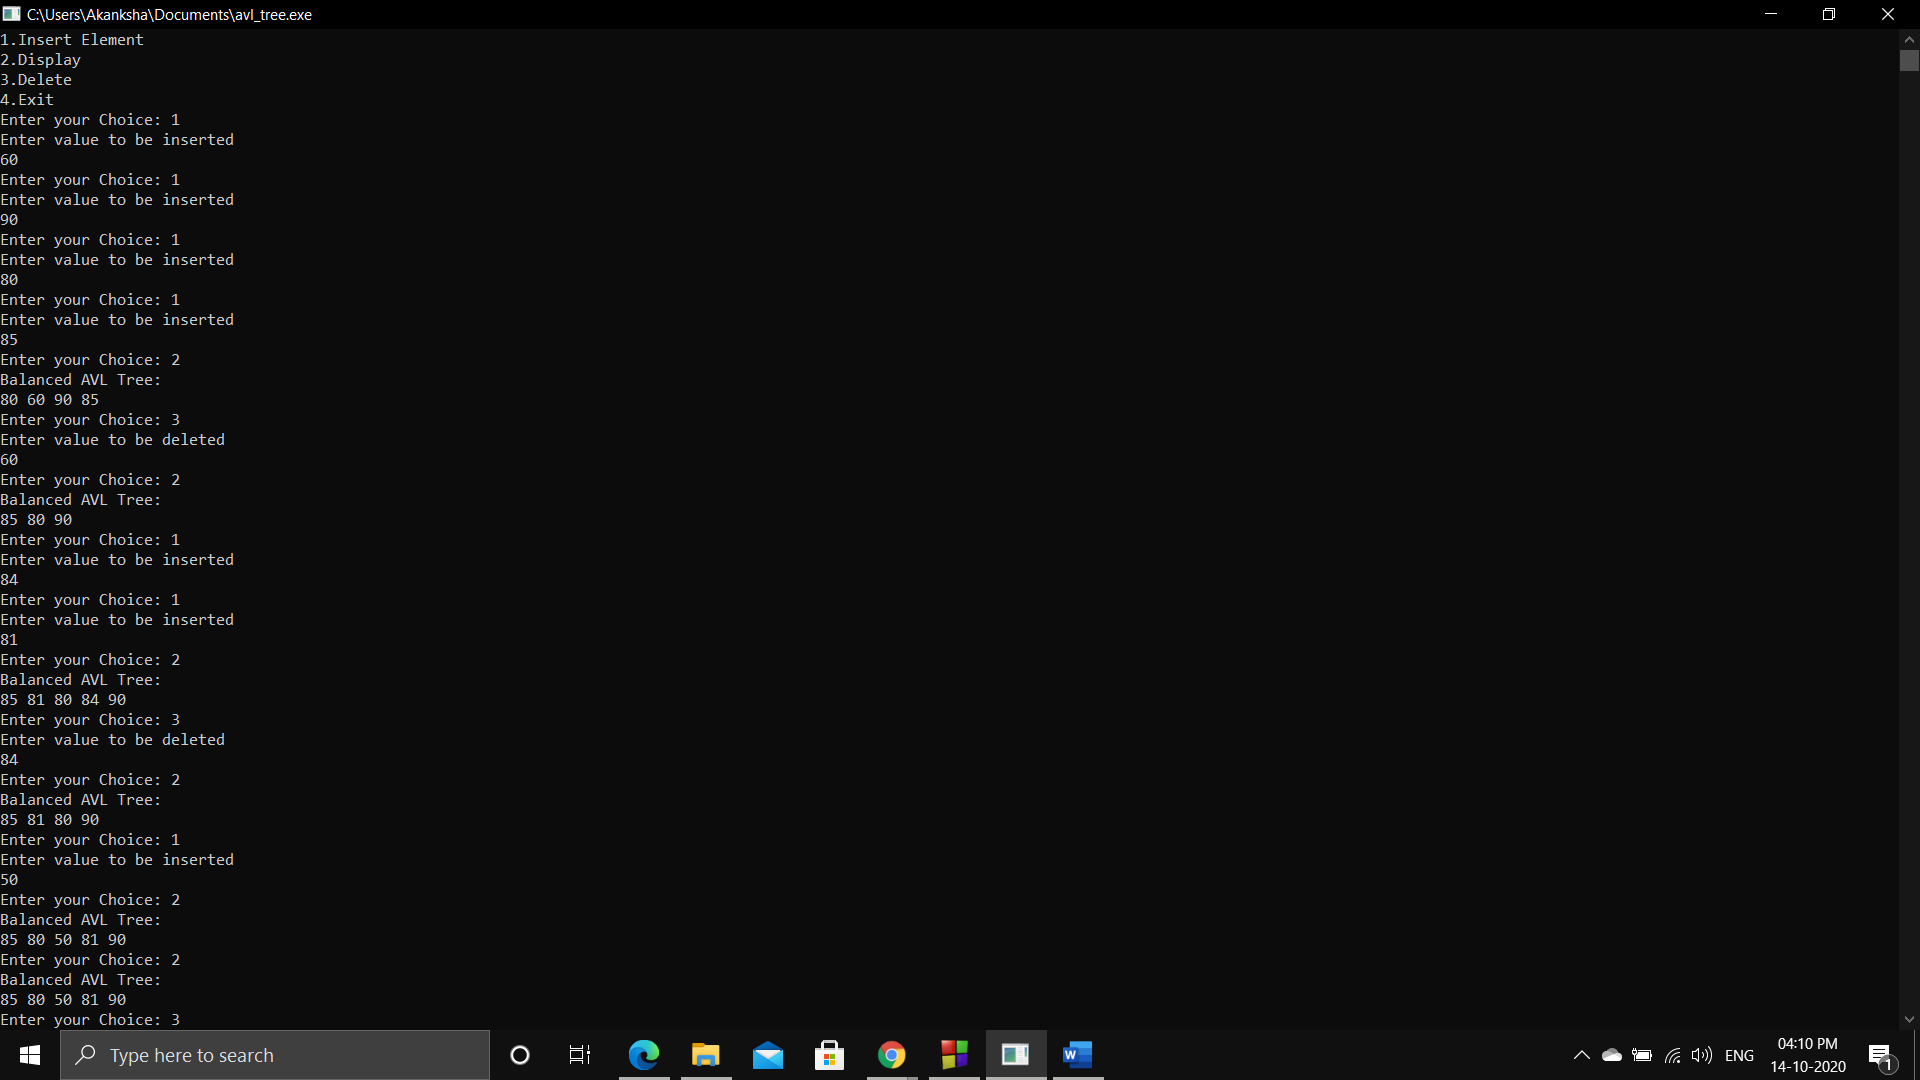 C:\Users\Akanksha\Documents\avl_tree.exe
1.Insert Element
2.Display
3.Delete
4.Exit
Enter your Choice: 1
Enter value to be inserted
60
Enter your Choice: 1
Enter value to be inserted
90
Enter your Choice: 1
Enter value to be inserted
80
Enter your Choice: 1
Enter value to be inserted
85
Enter your Choice: 2
Balanced AVL Tree:
80 60 90 85
Enter your Choice: 3
Enter value to be deleted
60
Enter your Choice: 2
Balanced AVL Tree:
85 80 90
Enter your Choice: 1
Enter value to be inserted
84
Enter your Choice: 1
Enter value to be inserted
81
Enter your Choice: 2
Balanced AVL Tree:
85 81 80 84 90
Enter your Choice: 3
Enter value to be deleted
84
Enter your Choice: 2
Balanced AVL Tree:
85 81 80 90
Enter your Choice: 1
Enter value to be inserted
50
Enter your Choice: 2
Balanced AVL Tree:
85 80 50 81 90
Enter your Choice: 2
Balanced AVL Tree:
85 80 50 81 90
Enter your Choice: 3
Type here to search
W
ENG
04:10 PM
14-10-2020
1